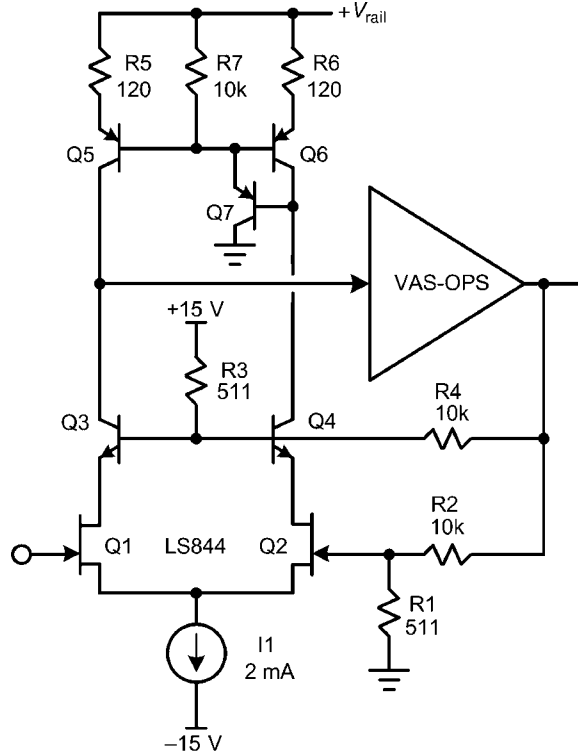 +Vrail
R5
120
R7
10k
R6
120
Q5
Q6
Q7
VAS-OPS
+15 V
R3
511
R4
10k
Q3
Q4
R2
10k
Q1
LS844
Q2
R1
511
I1
2 mA
–15 V